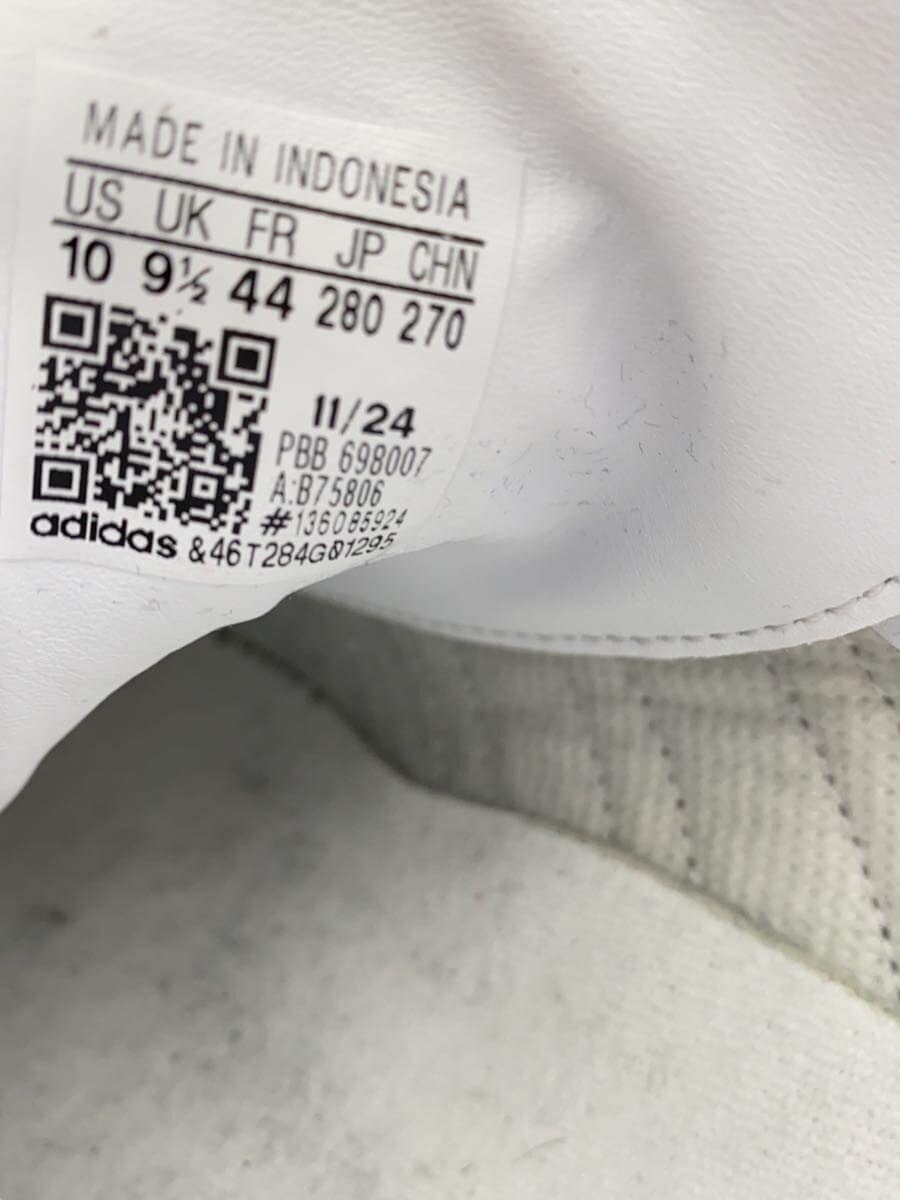 MADE IN INDONESIA
US UK FR JP CHN
10 9½ 44 280 270
11/24
PBB 698007
A:B75806
#136085924
adidas &46T284G01295